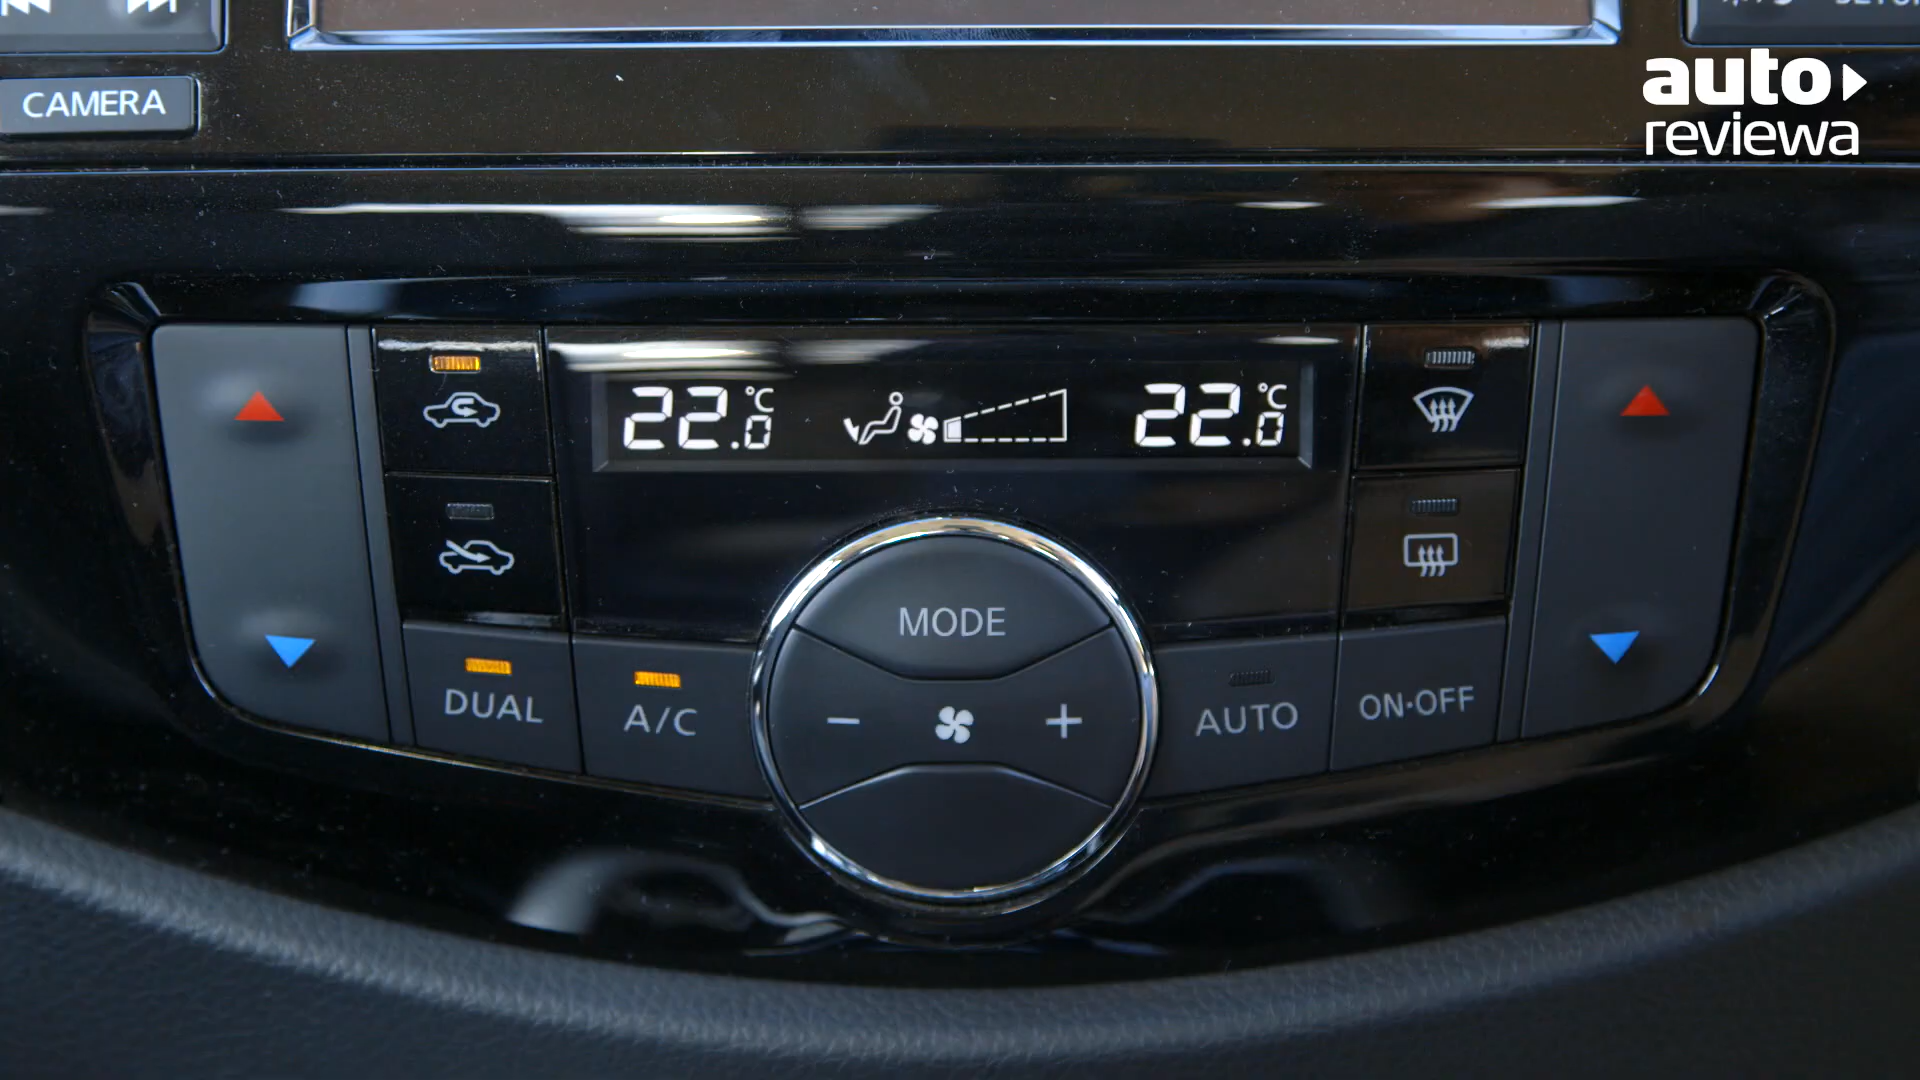 CAMERA
auto
reviewa
22.0°C
22.0°C
MODE
DUAL
A/C
AUTO
ON·OFF